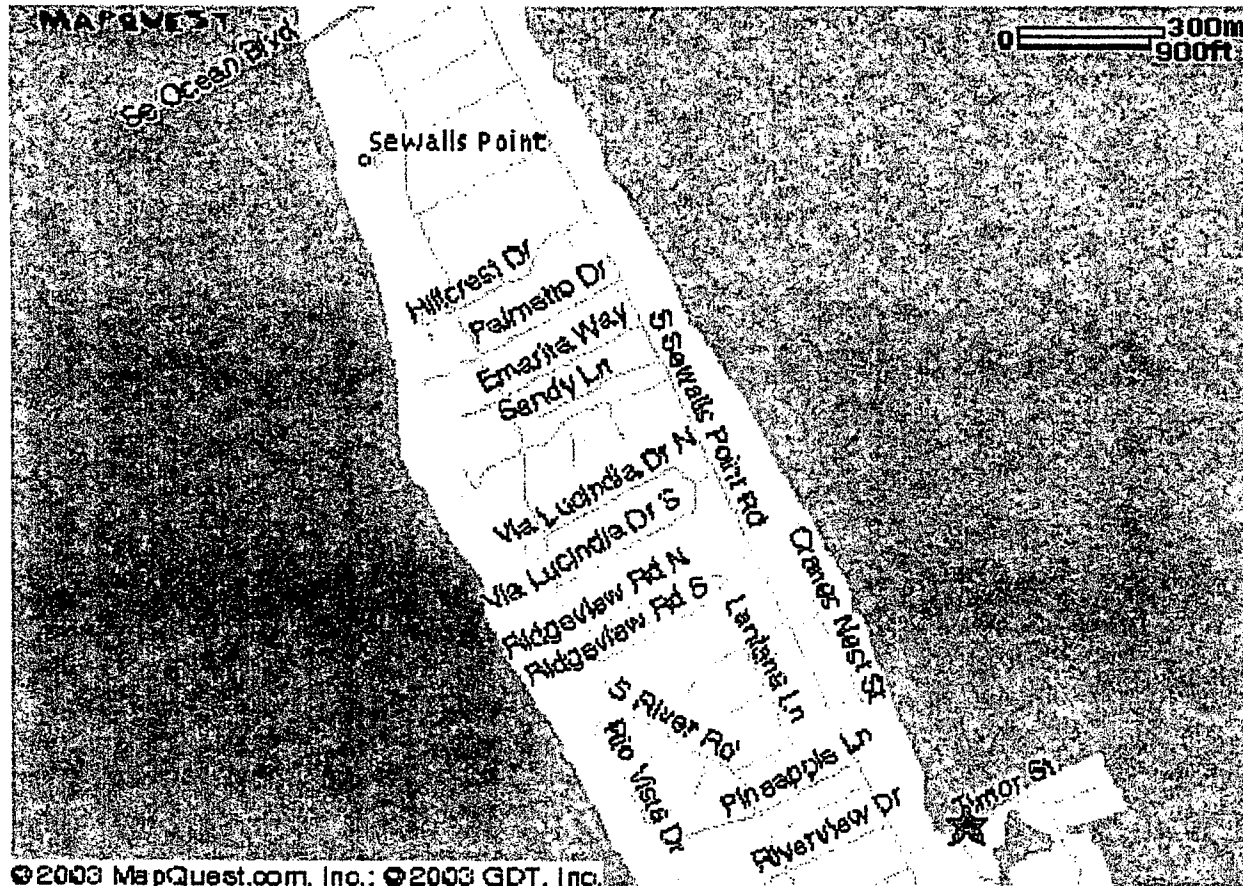 MAPQUEST
0 300m
900ft
Se Ocean Blvd
Sewalls Point
Hillcrest Dr
Palmetto Dr
Emarita Way
Sandy Ln
S Sewalls Point Rd
Via Lucindia Dr N
Via Lucindia Dr S
Ridgeview Rd N
Ridgeview Rd S
Cranes Nest St
Lantana Ln
S River Rd
Rio Vista Dr
Pineapple Ln
Riverview Dr
Timor St
©2003 MapQuest.com, Inc.; ©2003 GDT, Inc.